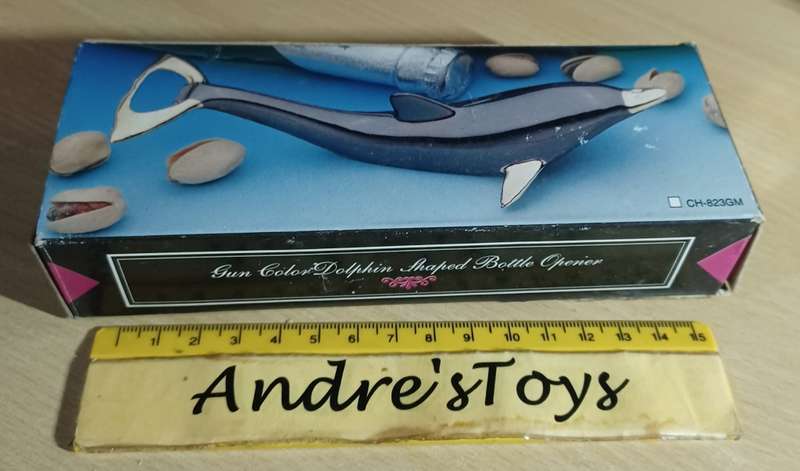 CH-823GM
Gun Color Dolphin Shaped Bottle Opener
1 2 3 4 5 6 7 8 9 10 11 12 13 14 15
Andre'sToys